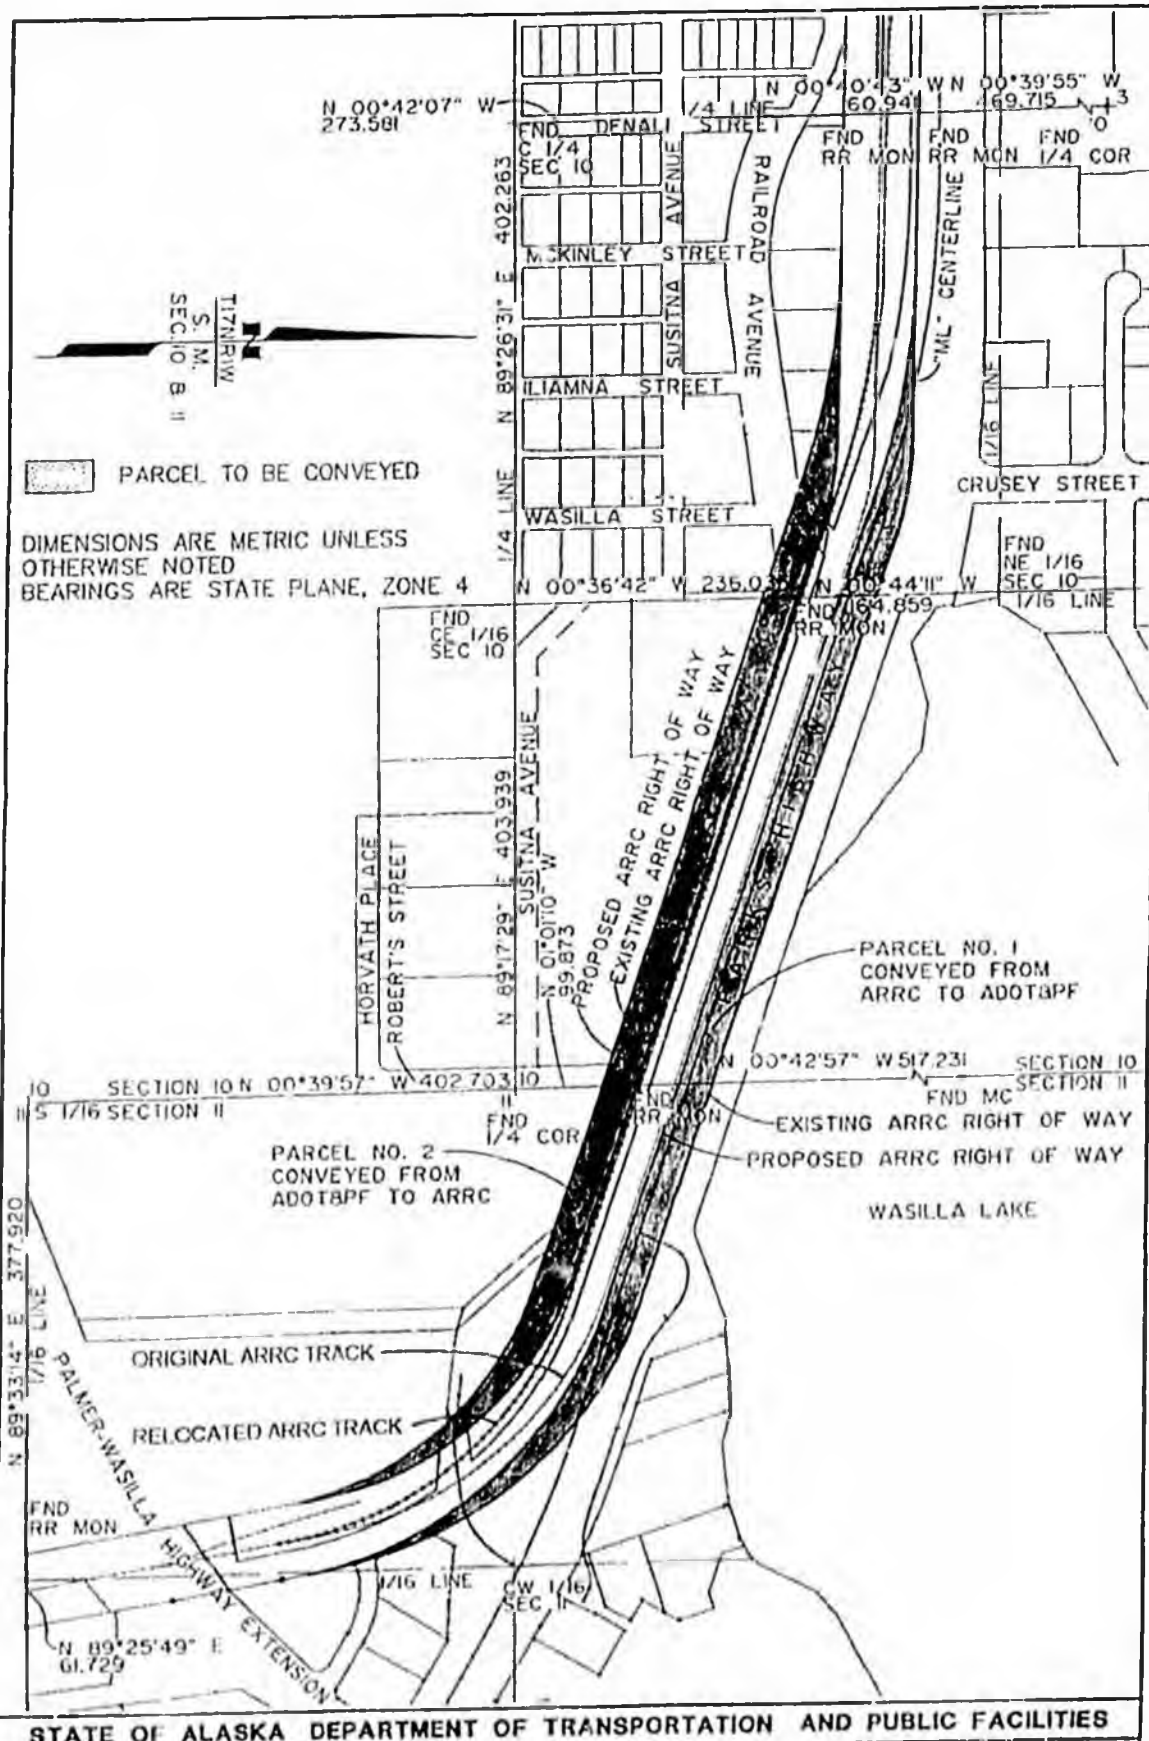 N 00°42'07" W
273.581
N 00°40'43" W
60.941
N 00°39'55" W
469.715
3
10
1/4 LINE
FND
C 1/4
SEC 10
DENALI STREET
FND
RR MON
FND
RR MON
FND
1/4 COR
SUSITNA AVENUE
RAILROAD AVENUE
MCKINLEY STREET
"ML" CENTERLINE
N 89°26'31" E 402.263
T17N R1W
S. M.
SEC. 10 & 11
N
ILIAMNA STREET
1/16 LINE
PARCEL TO BE CONVEYED
1/4 LINE
CRUSEY STREET
WASILLA STREET
DIMENSIONS ARE METRIC UNLESS
OTHERWISE NOTED
BEARINGS ARE STATE PLANE, ZONE 4
FND
NE 1/16
SEC 10
1/16 LINE
N 00°36'42" W
N 00°44'11" W
164.859
FND
RR MON
FND
CE 1/16
SEC 10
PROPOSED ARRC RIGHT OF WAY
EXISTING ARRC RIGHT OF WAY
PARKS HIGHWAY
SUSITNA AVENUE
N 89°17'29" E 403.939
N 01°01'10" W
99.873
HORVATH PLACE
ROBERT'S STREET
PARCEL NO. 1
CONVEYED FROM
ARRC TO ADOT&PF
N 00°42'57" W 517.231
SECTION 10
SECTION 11
FND MC
10
SECTION 10 N 00°39'57" W 402.703
10
11
S 1/16 SECTION 11
11
FND
1/4 COR
FND
RR MON
EXISTING ARRC RIGHT OF WAY
PROPOSED ARRC RIGHT OF WAY
PARCEL NO. 2
CONVEYED FROM
ADOT&PF TO ARRC
WASILLA LAKE
N 89°33'14" E 377.920
1/16 LINE
ORIGINAL ARRC TRACK
RELOCATED ARRC TRACK
PALMER-WASILLA HIGHWAY EXTENSION
FND
RR MON
1/16 LINE
CW 1/16
SEC 11
N 89°25'49" E
61.729
STATE OF ALASKA DEPARTMENT OF TRANSPORTATION AND PUBLIC FACILITIES